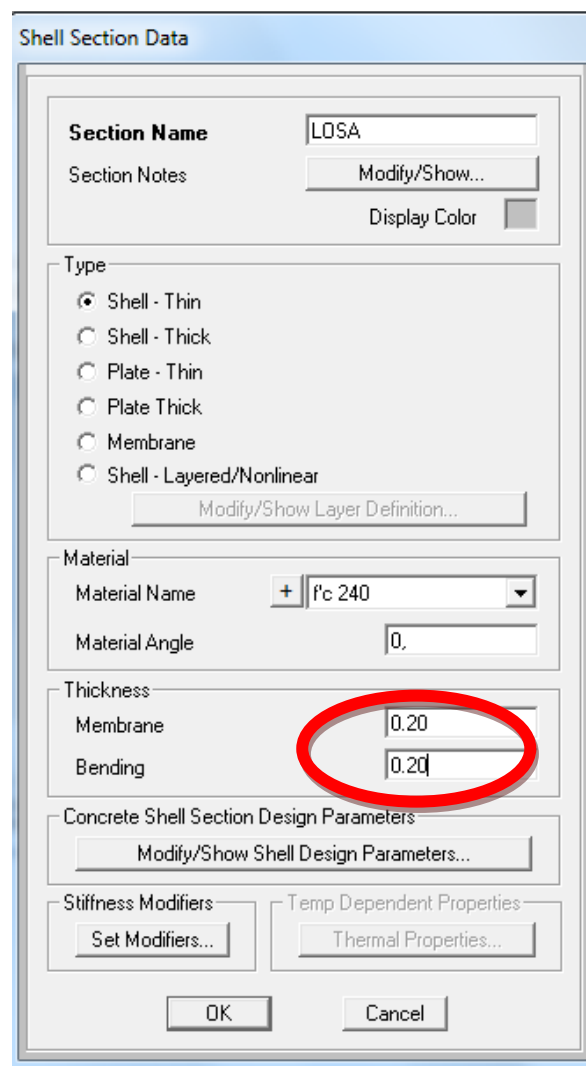 Shell Section Data
Section Name LOSA
Section Notes Modify/Show...
Display Color
Type
Shell - Thin
Shell - Thick
Plate - Thin
Plate Thick
Membrane
Shell - Layered/Nonlinear
Modify/Show Layer Definition...
Material
Material Name + f'c 240
Material Angle 0,
Thickness
Membrane 0.20
Bending 0.20
Concrete Shell Section Design Parameters
Modify/Show Shell Design Parameters...
Stiffness Modifiers Temp Dependent Properties
Set Modifiers... Thermal Properties...
OK Cancel